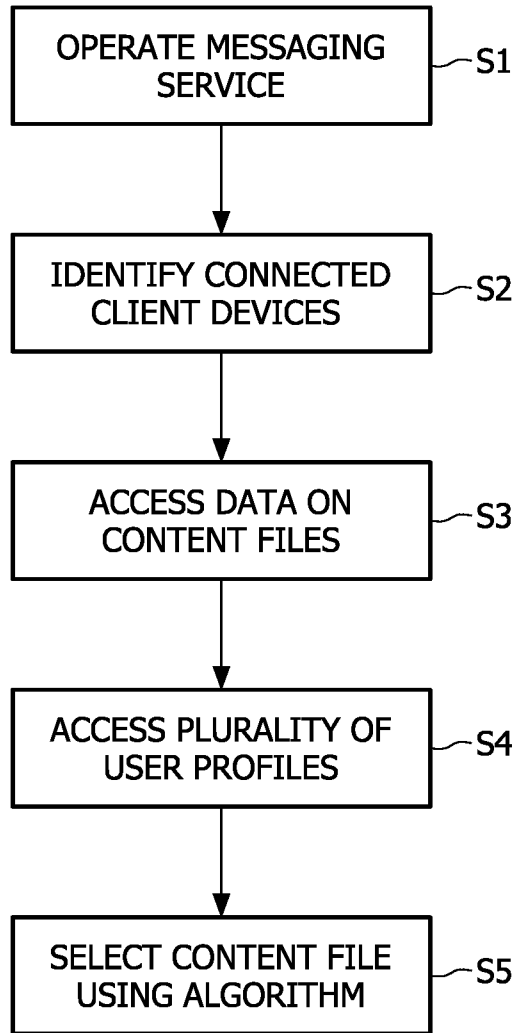 OPERATE MESSAGING
SERVICE
S1
IDENTIFY CONNECTED
CLIENT DEVICES
S2
ACCESS DATA ON
CONTENT FILES
S3
ACCESS PLURALITY OF
USER PROFILES
S4
SELECT CONTENT FILE
USING ALGORITHM
S5